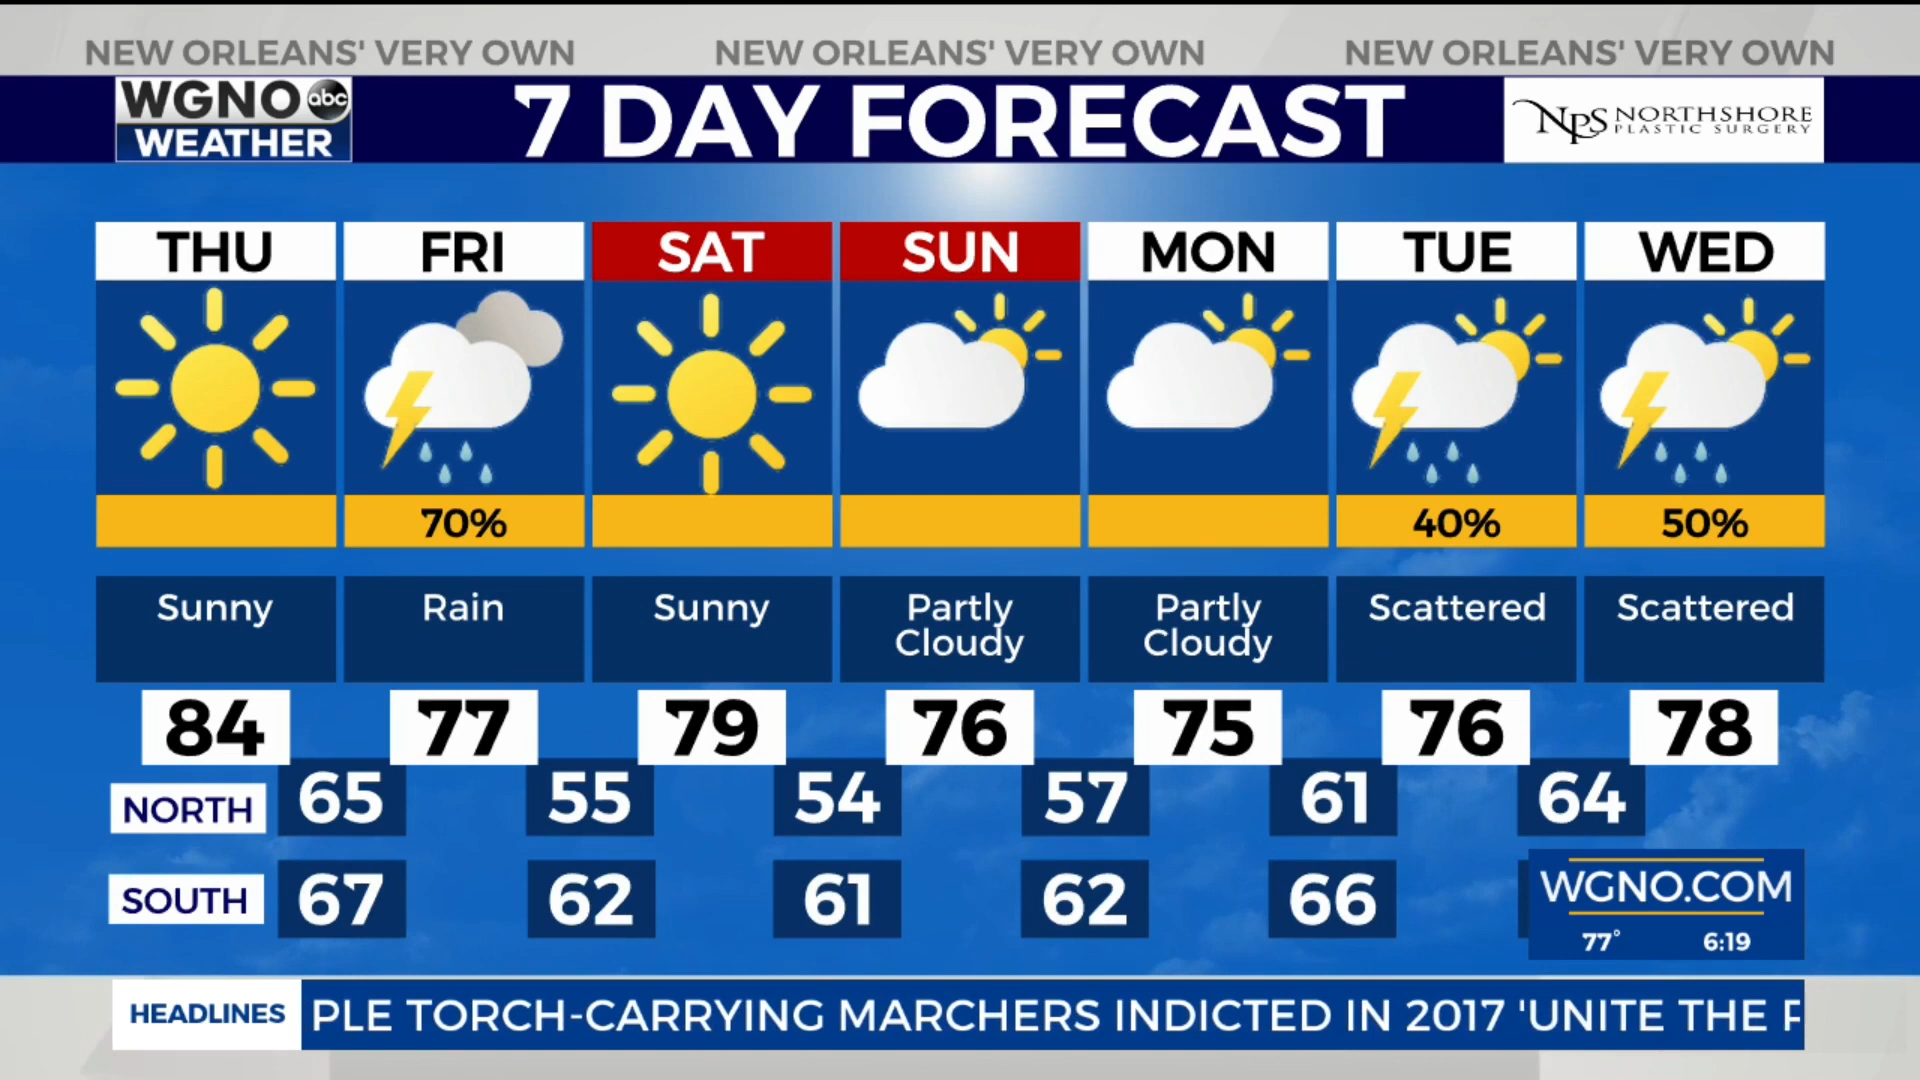 NEW ORLEANS' VERY OWN NEW ORLEANS' VERY OWN NEW ORLEANS' VERY OWN
WGNO abc
WEATHER
7 DAY FORECAST
NPS NORTHSHORE
PLASTIC SURGERY
THU FRI SAT SUN MON TUE WED
70% 40% 50%
Sunny Rain Sunny Partly Cloudy Partly Cloudy Scattered Scattered
84 77 79 76 75 76 78
NORTH 65 55 54 57 61 64
SOUTH 67 62 61 62 66
WGNO.COM
77° 6:19
HEADLINES PLE TORCH-CARRYING MARCHERS INDICTED IN 2017 'UNITE THE